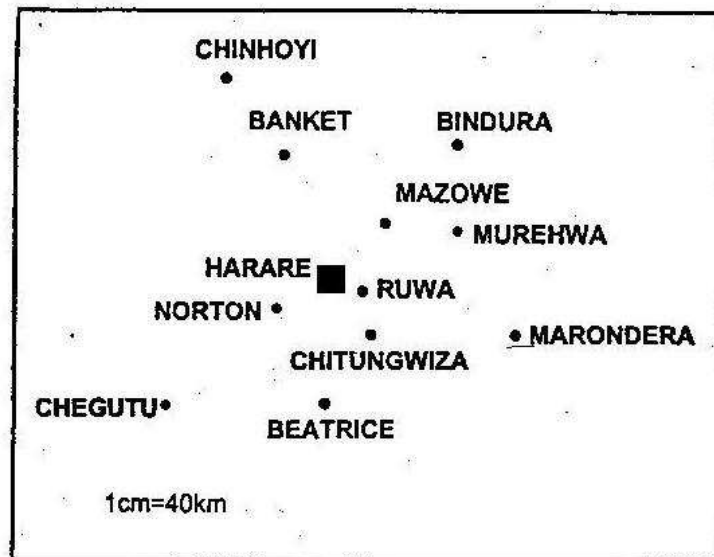 CHINHOYI
BANKET
BINDURA
MAZOWE
MUREHWA
HARARE
RUWA
NORTON
MARONDERA
CHITUNGWIZA
CHEGUTU
BEATRICE
1cm=40km